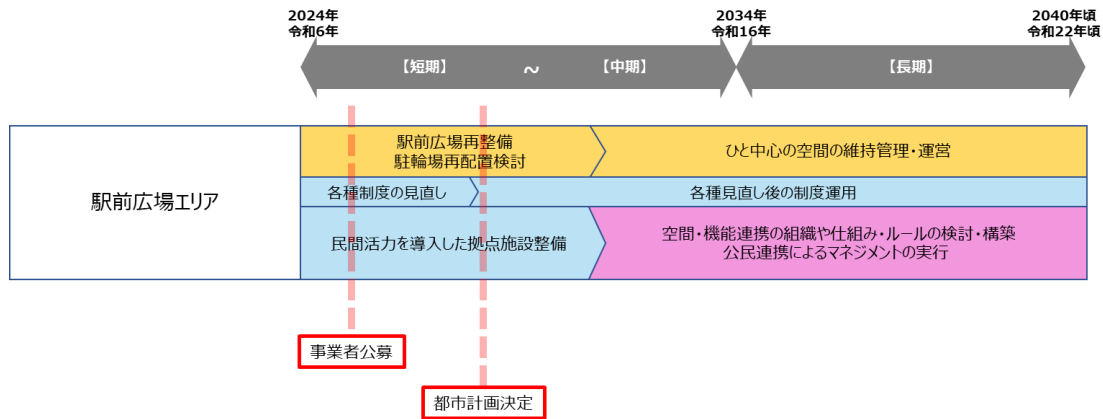 2024年
令和6年
2034年
令和16年
2040年頃
令和22年頃
【短期】 ～ 【中期】
【長期】
駅前広場エリア
駅前広場再整備
駐輪場再配置検討
ひと中心の空間の維持管理・運営
各種制度の見直し
各種見直し後の制度運用
民間活力を導入した拠点施設整備
空間・機能連携の組織や仕組み・ルールの検討・構築
公民連携によるマネジメントの実行
事業者公募
都市計画決定